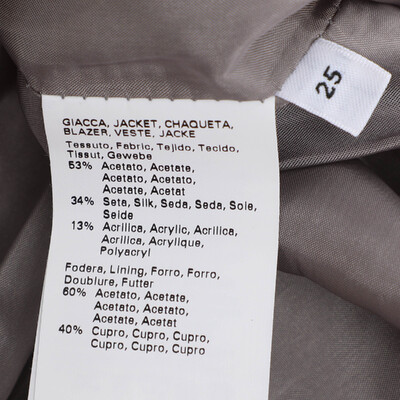 25
GIACCA, JACKET, CHAQUETA,
BLAZER, VESTE, JACKE
Tessuto, Fabric, Tejido, Tecido,
Tissut, Gewebe
53% Acetato, Acetate,
Acetato, Acetato,
Acetate, Acetat
34% Seta, Silk, Seda, Seda, Soie,
Seide
13% Acrilica, Acrylic, Acrilica,
Acrilica, Acrylique,
Polyacryl
Fodera, Lining, Forro, Forro,
Doublure, Futter
60% Acetato, Acetate,
Acetato, Acetato,
Acetate, Acetat
40% Cupro, Cupro, Cupro,
Cupro, Cupro, Cupro